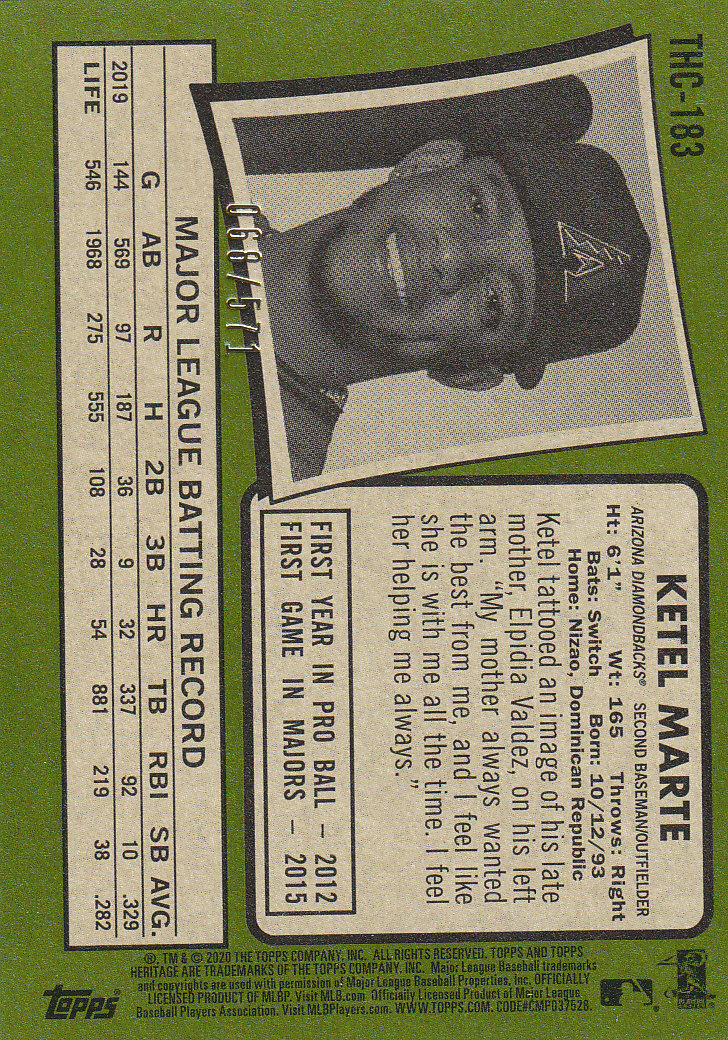 THC-183
KETEL MARTE
ARIZONA DIAMONDBACKS® SECOND BASEMAN/OUTFIELDER
Ht: 6'1" Wt: 165 Throws: Right
Bats: Switch Born: 10/12/93
Home: Nizao, Dominican Republic
Ketel tattooed an image of his late
mother, Elpidia Valdez, on his left
arm. "My mother always wanted
the best from me, and I feel like
she is with me all the time. I feel
her helping me always."
FIRST YEAR IN PRO BALL – 2012
FIRST GAME IN MAJORS – 2015
068/571
MAJOR LEAGUE BATTING RECORD
G AB R H 2B 3B HR TB RBI SB AVG.
2019 144 569 97 187 36 9 32 337 92 10 .329
LIFE 546 1968 275 555 108 28 54 881 219 38 .282
®, TM & © 2020 THE TOPPS COMPANY, INC. ALL RIGHTS RESERVED. TOPPS AND TOPPS
HERITAGE ARE TRADEMARKS OF THE TOPPS COMPANY, INC. Major League Baseball trademarks
and copyrights are used with permission of Major League Baseball Properties, Inc. OFFICIALLY
LICENSED PRODUCT OF MLBP. Visit MLB.com Officially Licensed Product of Major League
Baseball Players Association. Visit MLBPlayers.com. WWW.TOPPS.COM. CODE#CMP037528.
topps®